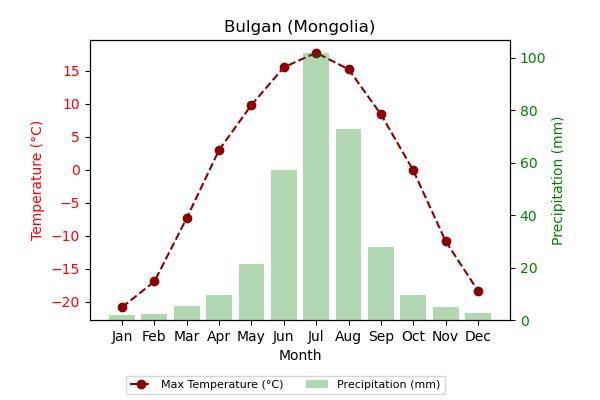 Bulgan (Mongolia)
Temperature (°C)
15
10
5
0
−5
−10
−15
−20
100
80
60
40
20
0
Precipitation (mm)
Jan Feb Mar Apr May Jun Jul Aug Sep Oct Nov Dec
Month
Max Temperature (°C) Precipitation (mm)